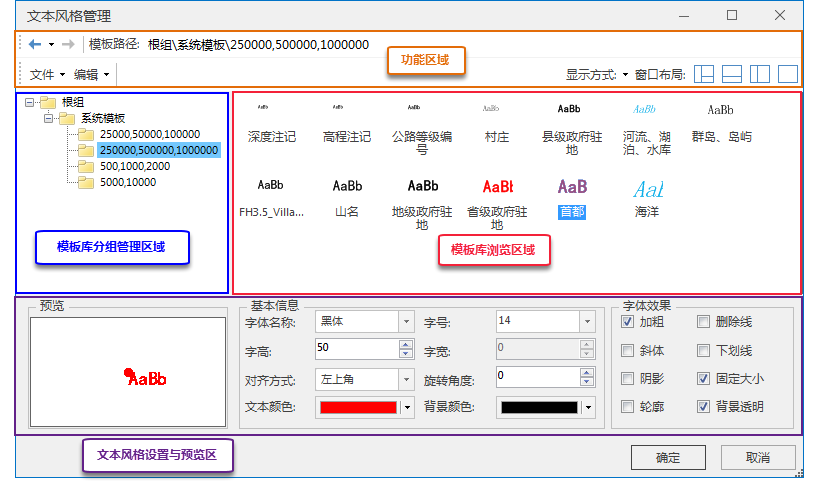 文本风格管理
模板路径: 根组\系统模板\250000,500000,1000000
功能区域
文件 编辑 显示方式: 窗口布局:
根组
系统模板
25000,50000,100000
250000,500000,1000000
500,1000,2000
5000,10000
模板库分组管理区域
AaBb AaBb AaBb AaBb AaBb AaBb AaBb
深度注记 高程注记 公路等级编号 村庄 县级政府驻地 河流、湖泊、水库 群岛、岛屿
AaBb AaBb AaBb AaBb AaB Aal
FH3.5_Villa... 山名 地级政府驻地 省级政府驻地 首都 海洋
模板库浏览区域
预览
AaBb
基本信息
字体名称: 黑体 字号: 14
字高: 50 字宽: 0
对齐方式: 左上角 旋转角度: 0
文本颜色: 背景颜色:
字体效果
加粗 删除线
斜体 下划线
阴影 固定大小
轮廓 背景透明
文本风格设置与预览区
确定 取消